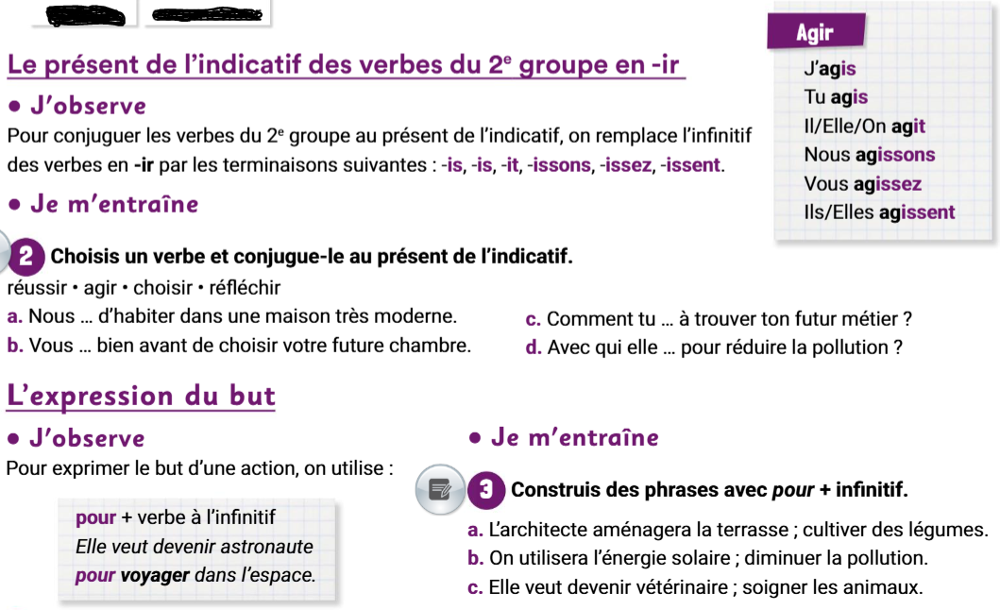 Le présent de l'indicatif des verbes du 2e groupe en -ir
• J'observe
Pour conjuguer les verbes du 2e groupe au présent de l'indicatif, on remplace l'infinitif
des verbes en -ir par les terminaisons suivantes : -is, -is, -it, -issons, -issez, -issent.
Agir
J'agis
Tu agis
Il/Elle/On agit
Nous agissons
Vous agissez
Ils/Elles agissent
• Je m'entraîne
2 Choisis un verbe et conjugue-le au présent de l'indicatif.
réussir • agir • choisir • réfléchir
a. Nous ... d'habiter dans une maison très moderne.
b. Vous ... bien avant de choisir votre future chambre.
c. Comment tu ... à trouver ton futur métier ?
d. Avec qui elle ... pour réduire la pollution ?
L'expression du but
• J'observe
Pour exprimer le but d'une action, on utilise :
pour + verbe à l'infinitif
Elle veut devenir astronaute
pour voyager dans l'espace.
• Je m'entraîne
3 Construis des phrases avec pour + infinitif.
a. L'architecte aménagera la terrasse ; cultiver des légumes.
b. On utilisera l'énergie solaire ; diminuer la pollution.
c. Elle veut devenir vétérinaire ; soigner les animaux.